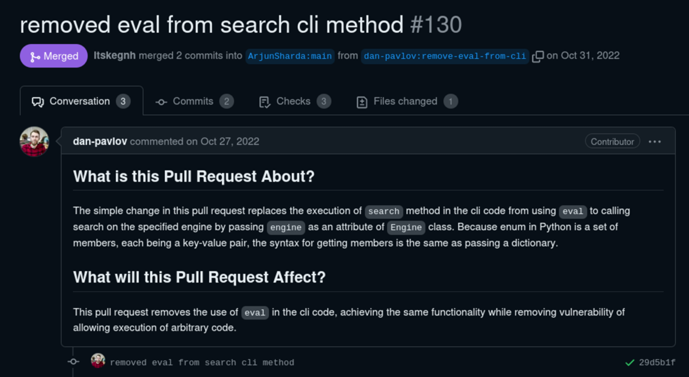 removed eval from search cli method #130
Merged ltskegnh merged 2 commits into ArjunSharda:main from dan-pavlov:remove-eval-from-cli on Oct 31, 2022
Conversation 3 Commits 2 Checks 3 Files changed 1
dan-pavlov commented on Oct 27, 2022 Contributor ...
What is this Pull Request About?
The simple change in this pull request replaces the execution of search method in the cli code from using eval to calling
search on the specified engine by passing engine as an attribute of Engine class. Because enum in Python is a set of
members, each being a key-value pair, the syntax for getting members is the same as passing a dictionary.
What will this Pull Request Affect?
This pull request removes the use of eval in the cli code, achieving the same functionality while removing vulnerability of
allowing execution of arbitrary code.
removed eval from search cli method 29d5b1f